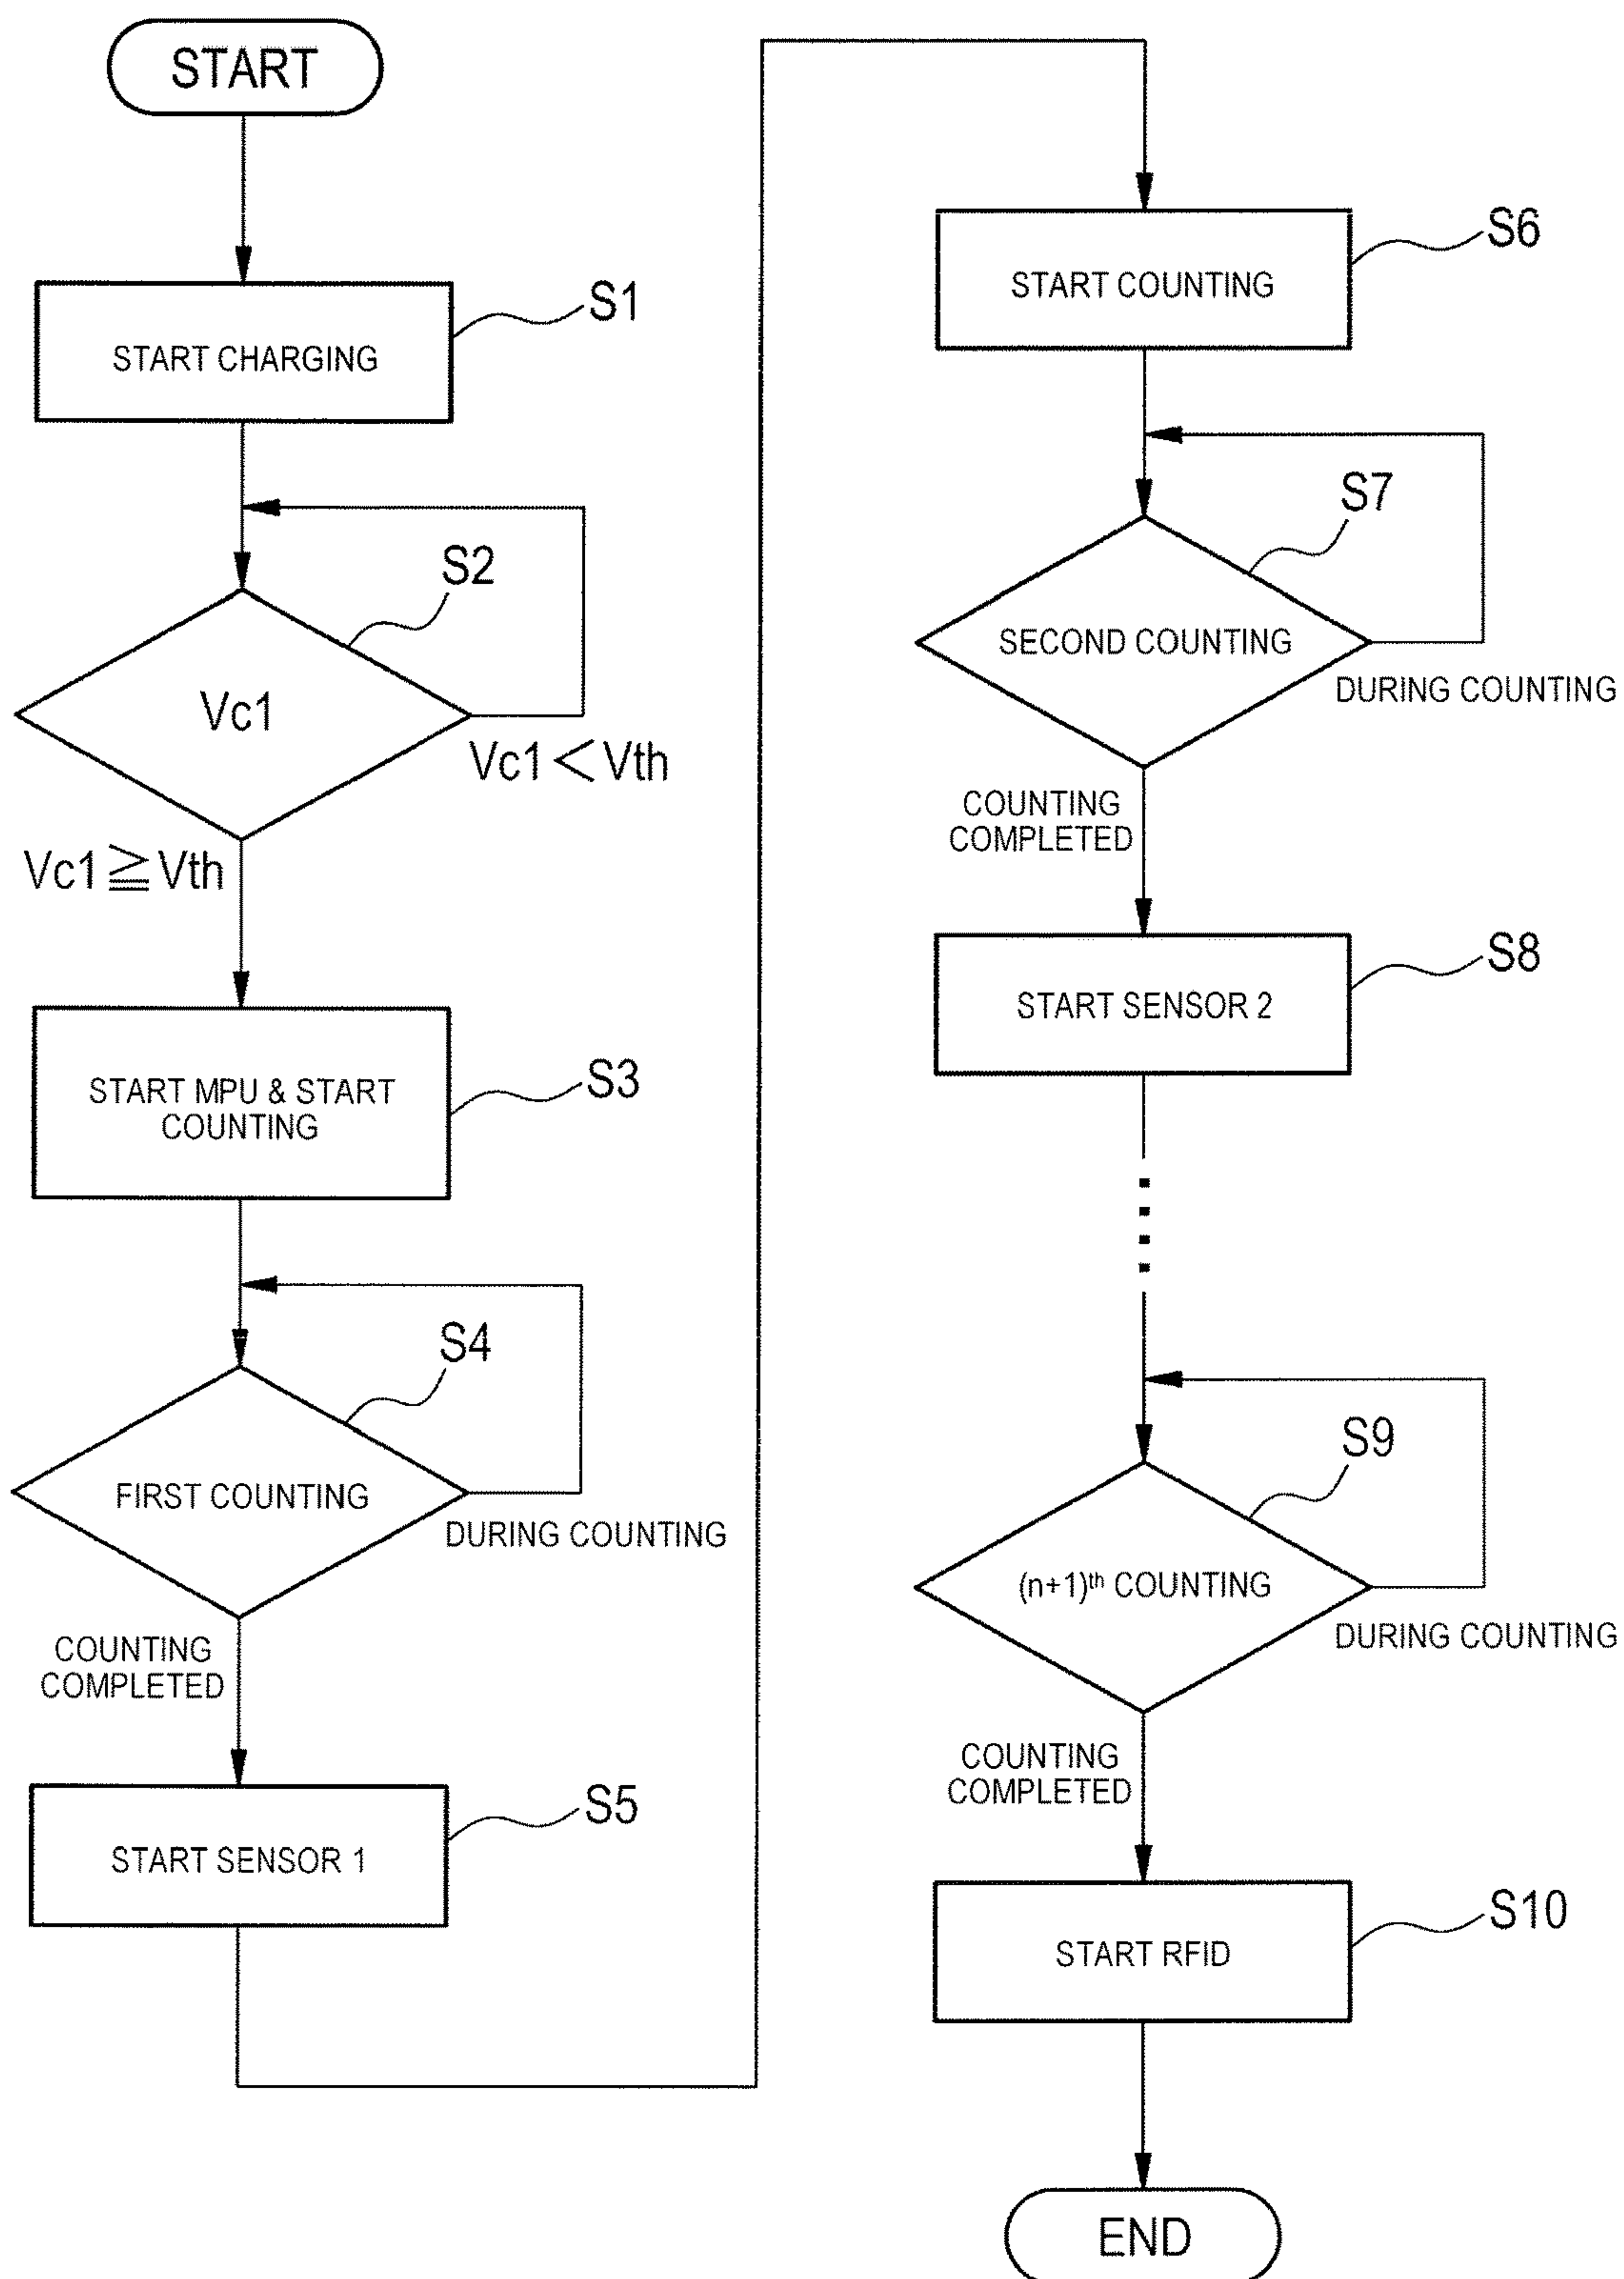 START
S1
START CHARGING
S2
Vc1
Vc1<Vth
Vc1≧Vth
START MPU & START
COUNTING
S3
S4
FIRST COUNTING
DURING COUNTING
COUNTING
COMPLETED
S5
START SENSOR 1
S6
START COUNTING
S7
SECOND COUNTING
DURING COUNTING
COUNTING
COMPLETED
S8
START SENSOR 2
S9
(n+1)th COUNTING
DURING COUNTING
COUNTING
COMPLETED
S10
START RFID
END